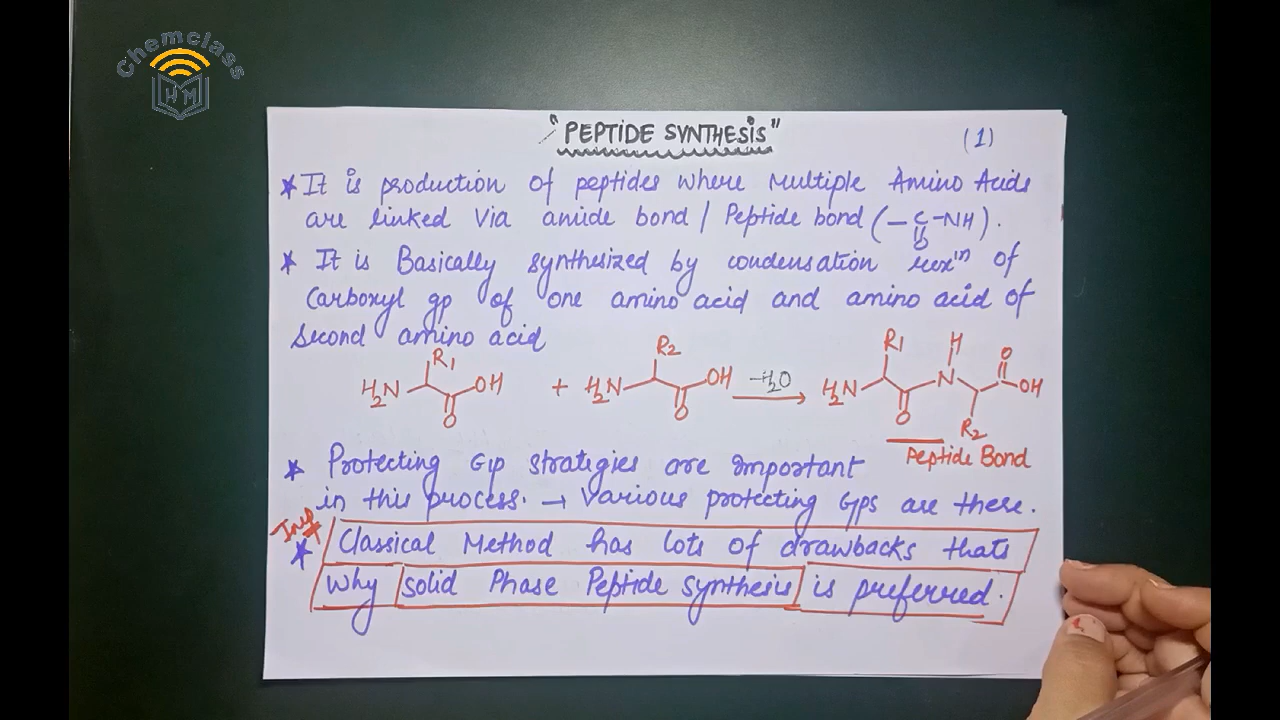 Chemclass
HM
"PEPTIDE SYNTHESIS"
(1)
★ It is production of peptides where Multiple Amino Acids
are linked Via amide bond / Peptide bond (-C-NH).
O
★ It is Basically synthesized by condensation rexⁿ of
Carboxyl gp of one amino acid and amino acid of
second amino acid
R1 R2 R1 H O
H2N OH + H2N OH -H2O H2N N OH
O O O R2
Peptide Bond
★ Protecting Grp strategies are important
in this process. → Various protecting Gps are there.
Imp
★ Classical Method has lots of drawbacks thats
why solid Phase Peptide synthesis is preferred.